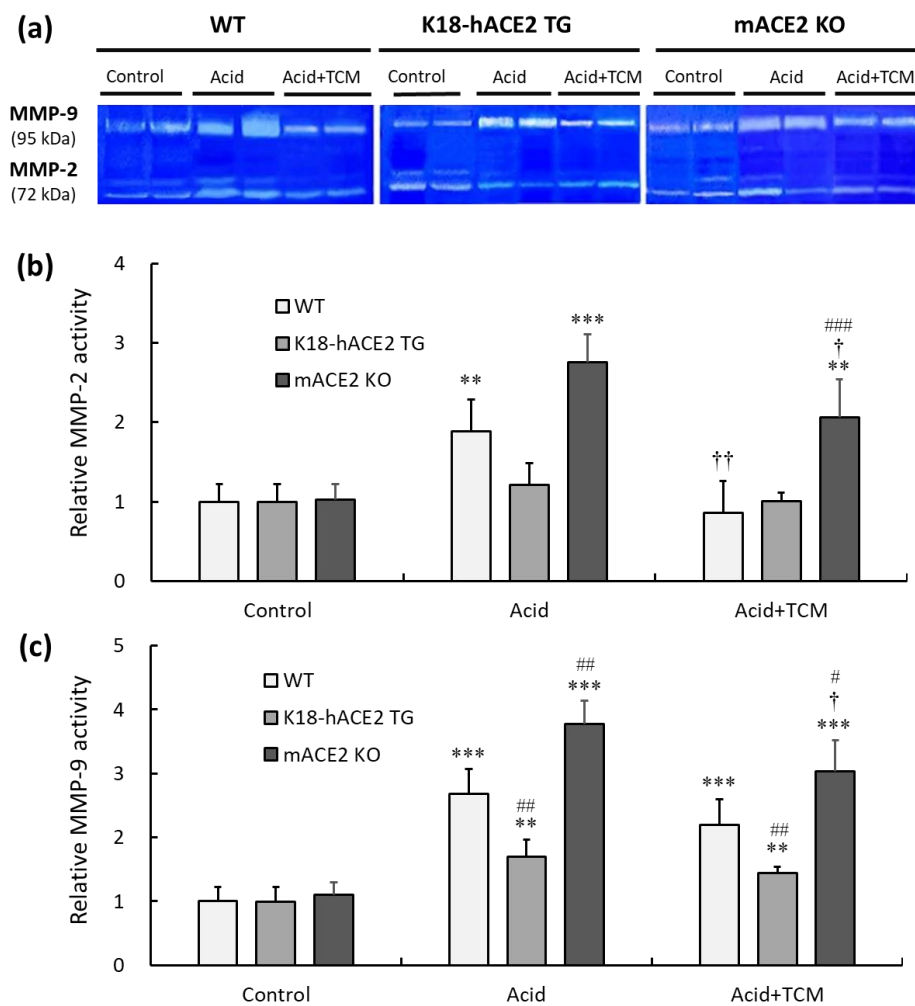 (a)
WT K18-hACE2 TG mACE2 KO
Control Acid Acid+TCM Control Acid Acid+TCM Control Acid Acid+TCM
MMP-9
(95 kDa)
MMP-2
(72 kDa)
(b)
Relative MMP-2 activity
4
3
2
1
0
WT
K18-hACE2 TG
mACE2 KO
**
***
††
###
†
**
Control Acid Acid+TCM
(c)
Relative MMP-9 activity
5
4
3
2
1
0
WT
K18-hACE2 TG
mACE2 KO
***
##
**
##
***
***
##
**
#
†
***
Control Acid Acid+TCM